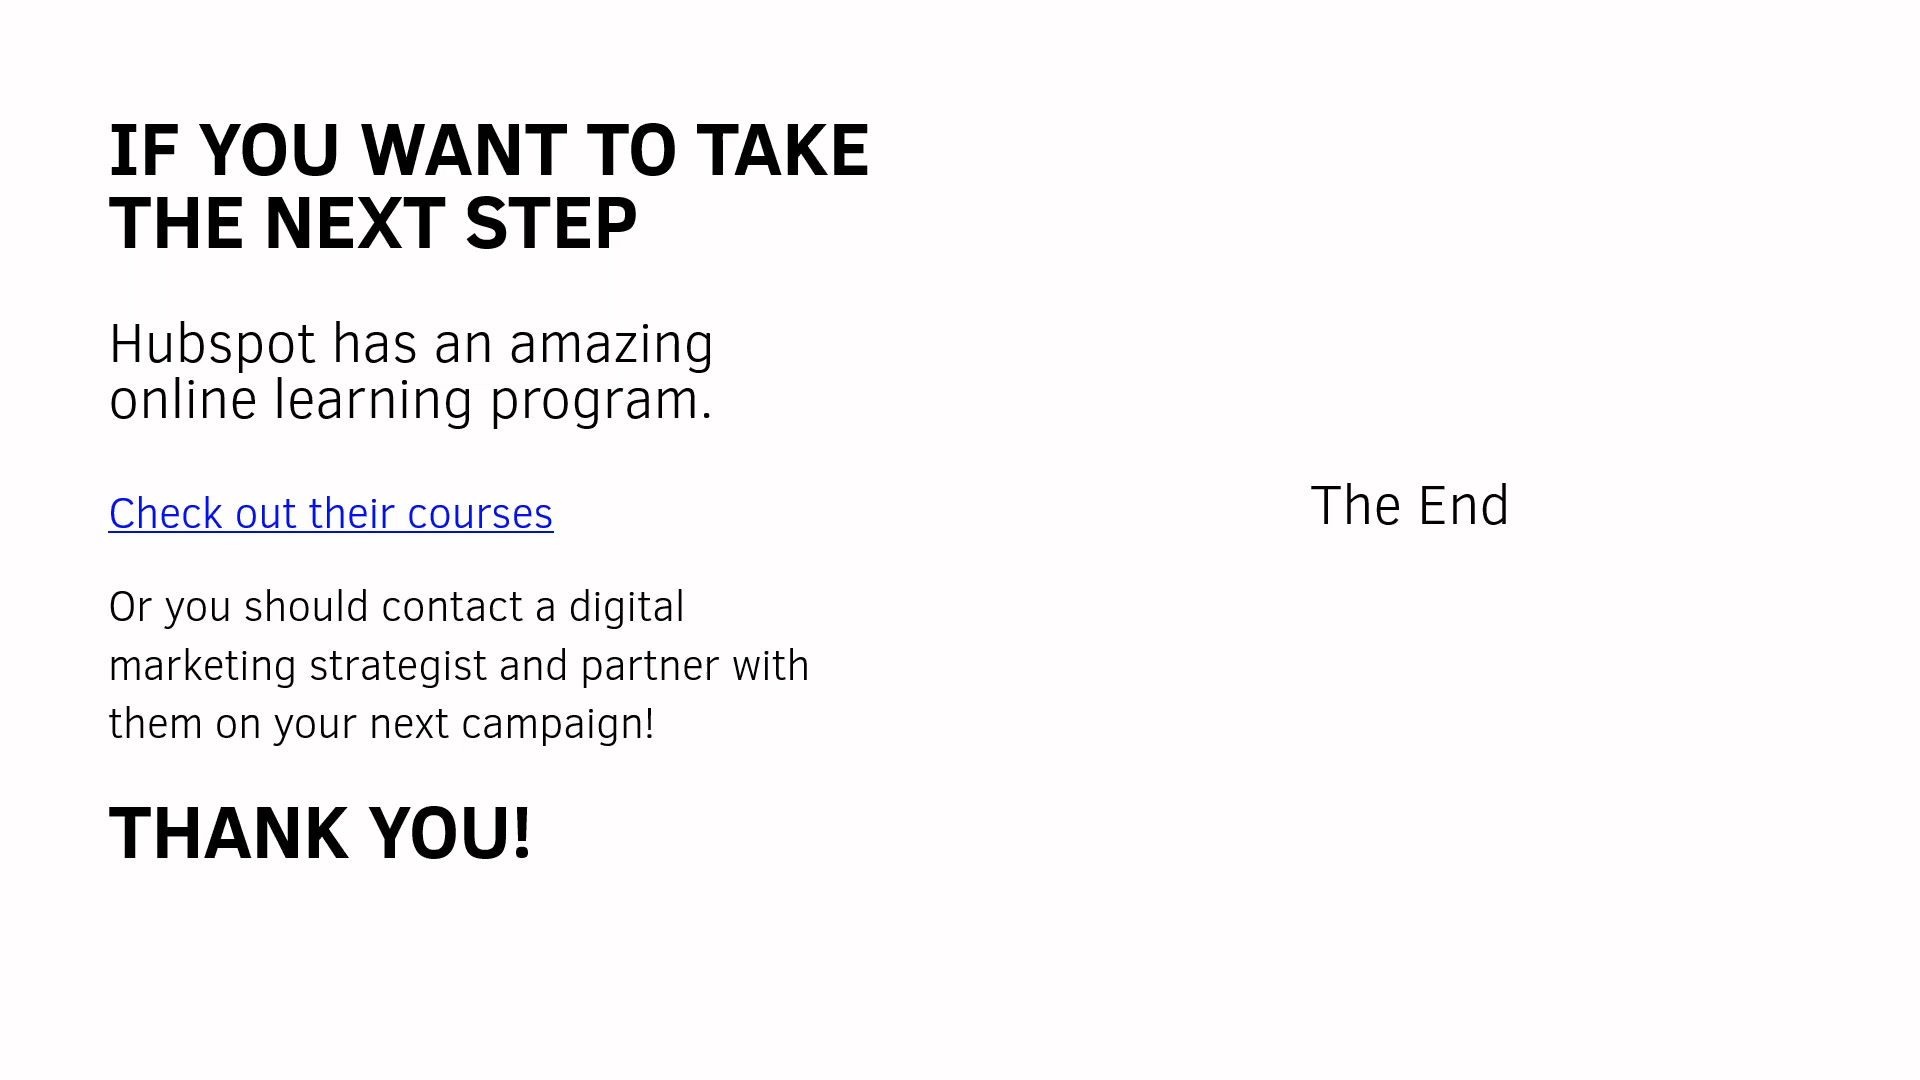 IF YOU WANT TO TAKE
THE NEXT STEP
Hubspot has an amazing
online learning program.
Check out their courses
Or you should contact a digital
marketing strategist and partner with
them on your next campaign!
THANK YOU!
The End